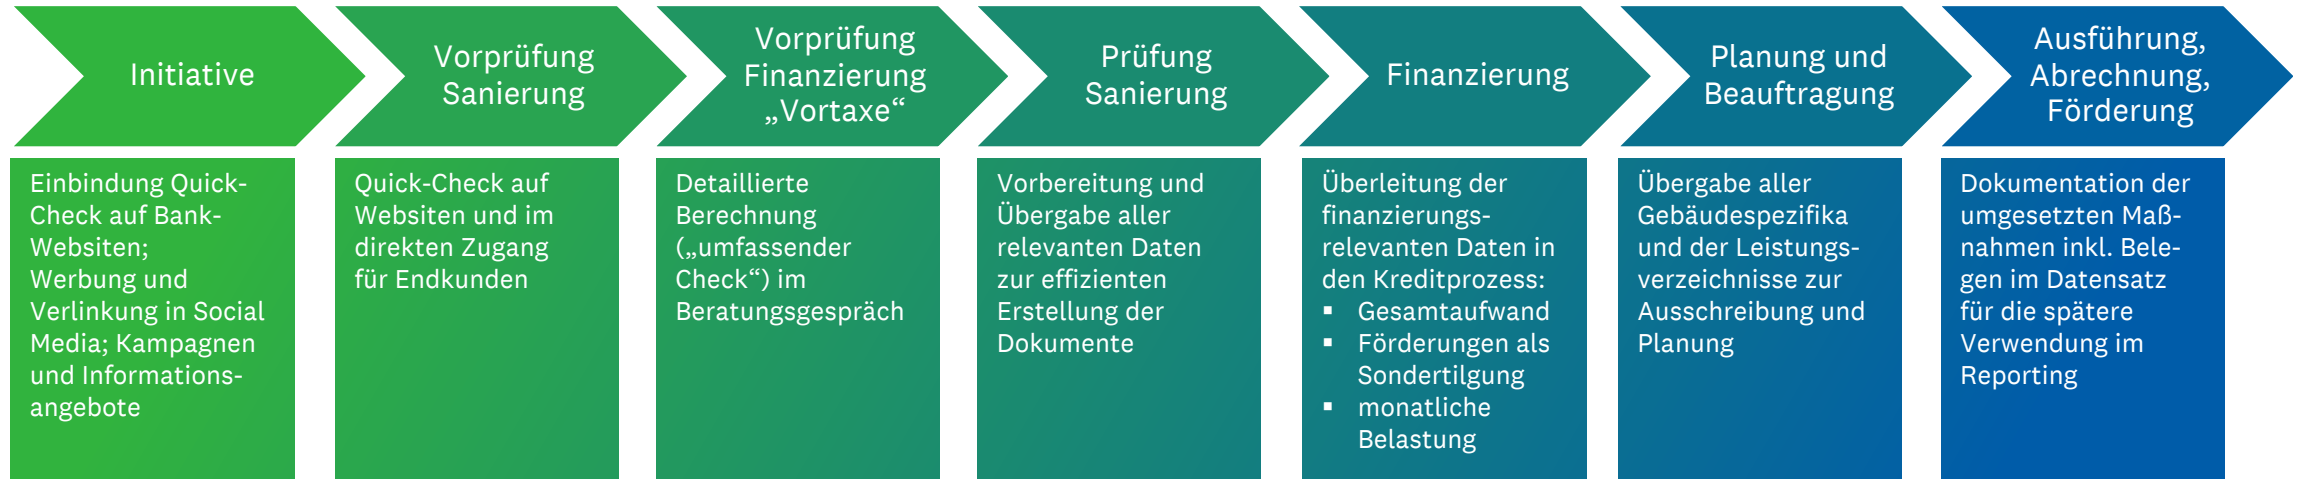 Initiative
Vorprüfung
Sanierung
Vorprüfung
Finanzierung
„Vortaxe“
Prüfung
Sanierung
Finanzierung
Planung und
Beauftragung
Ausführung,
Abrechnung,
Förderung
Einbindung Quick-
Check auf Bank-
Websiten;
Werbung und
Verlinkung in Social
Media; Kampagnen
und Informations-
angebote
Quick-Check auf
Websiten und im
direkten Zugang
für Endkunden
Detaillierte
Berechnung
(„umfassender
Check“) im
Beratungsgespräch
Vorbereitung und
Übergabe aller
relevanten Daten
zur effizienten
Erstellung der
Dokumente
Überleitung der
finanzierungs-
relevanten Daten in
den Kreditprozess:
▪ Gesamtaufwand
▪ Förderungen als
Sondertilgung
▪ monatliche
Belastung
Übergabe aller
Gebäudespezifika
und der Leistungs-
verzeichnisse zur
Ausschreibung und
Planung
Dokumentation der
umgesetzten Maß-
nahmen inkl. Bele-
gen im Datensatz
für die spätere
Verwendung im
Reporting